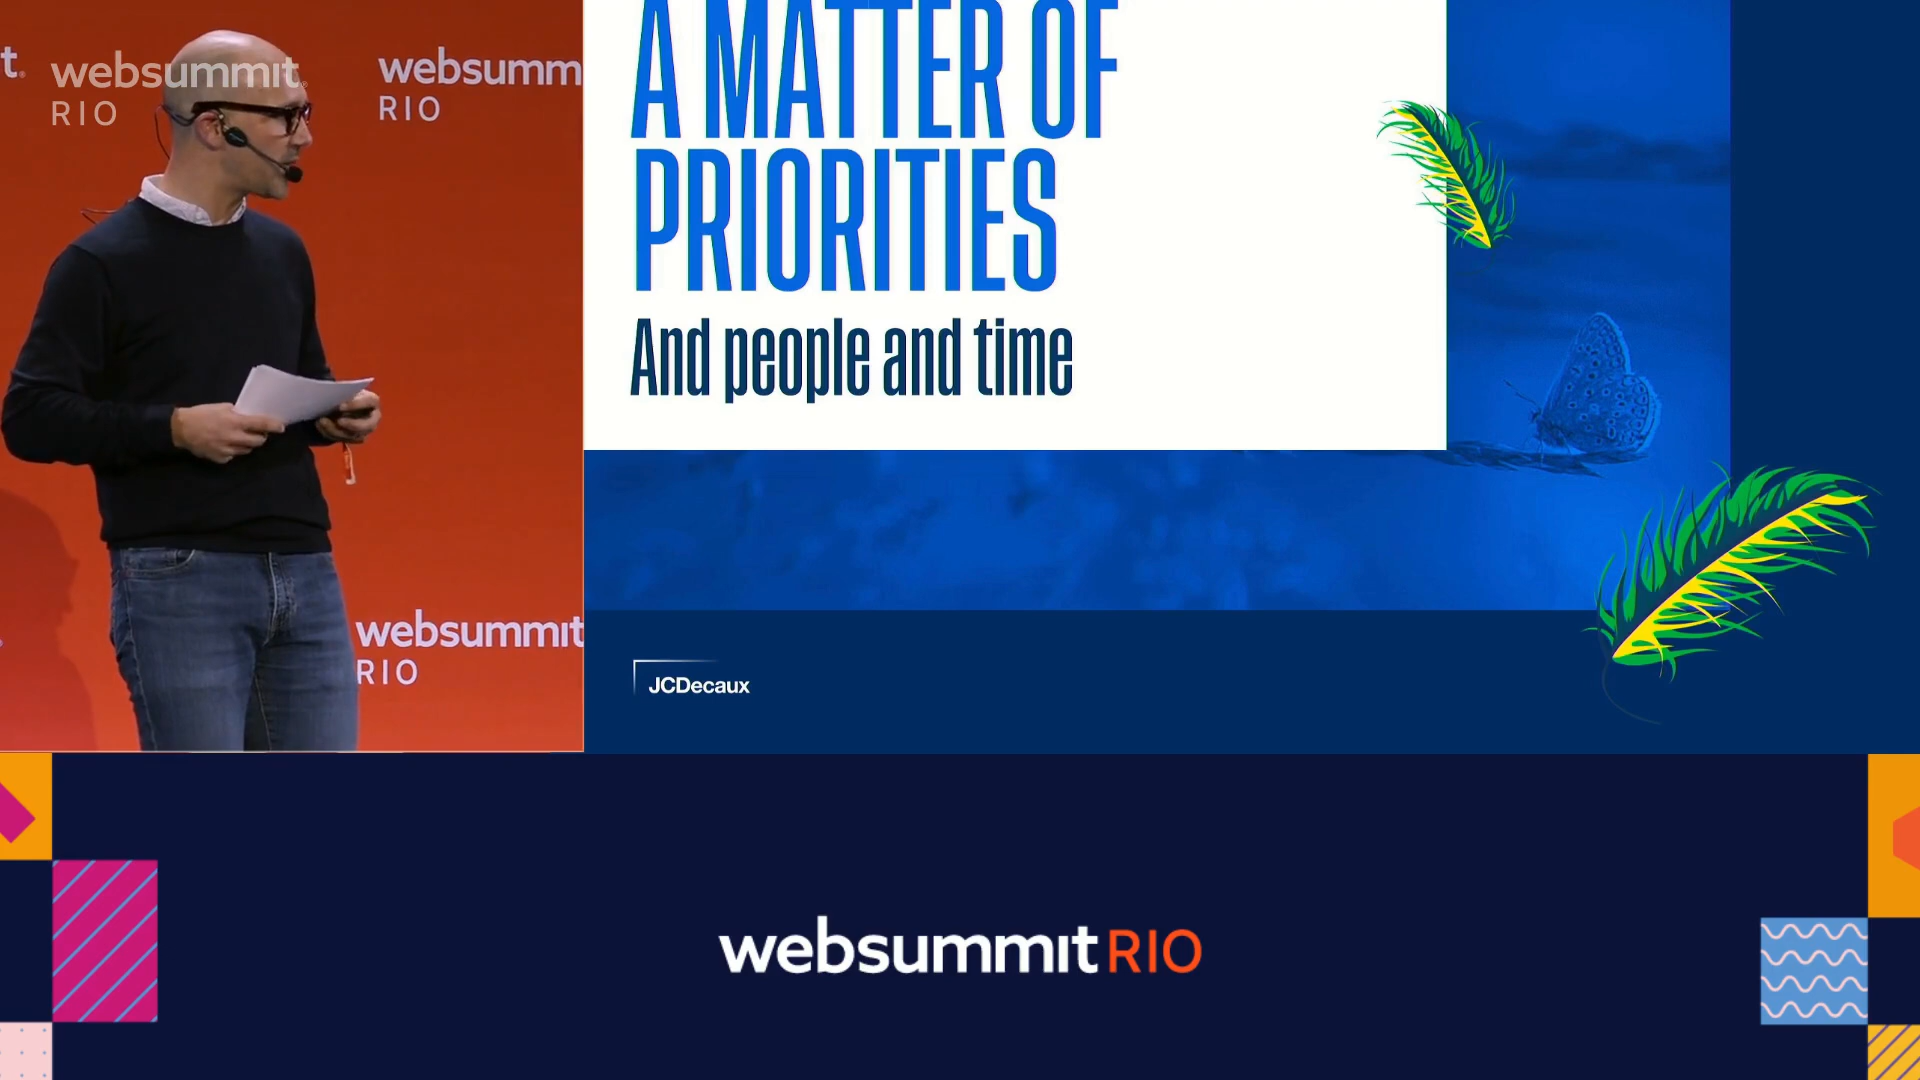 t.
websummit
RIO
websumm
RIO
websummit
RIO
A MATTER OF
PRIORITIES
And people and time
JCDecaux
websummit RIO